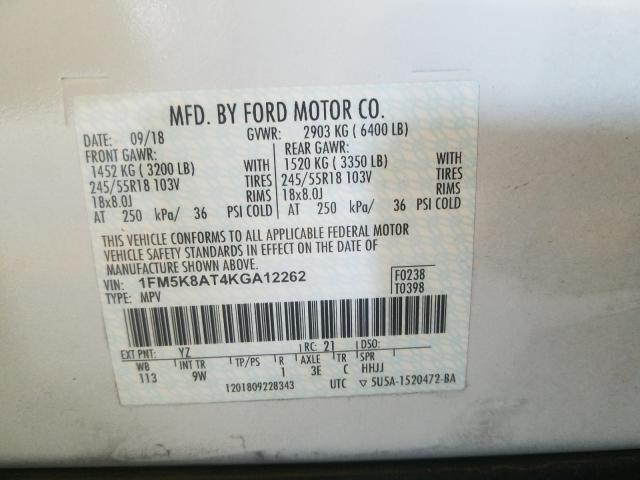 MFD. BY FORD MOTOR CO.
DATE: 09/18 GVWR: 2903 KG ( 6400 LB)
FRONT GAWR: REAR GAWR:
1452 KG ( 3200 LB) WITH 1520 KG ( 3350 LB) WITH
245/55R18 103V TIRES 245/55R18 103V TIRES
18x8.0J RIMS 18x8.0J RIMS
AT 250 kPa/ 36 PSI COLD AT 250 kPa/ 36 PSI COLD
THIS VEHICLE CONFORMS TO ALL APPLICABLE FEDERAL MOTOR
VEHICLE SAFETY STANDARDS IN EFFECT ON THE DATE OF
MANUFACTURE SHOWN ABOVE.
VIN: 1FM5K8AT4KGA12262 F0238
TYPE: MPV T0398
EXT PNT: YZ RC: 21 DSO:
WB INT TR TP/PS R AXLE TR SPR
113 9W 1 3E C HHJJ
1201809228343 UTC ▽ 5U5A-1520472-BA